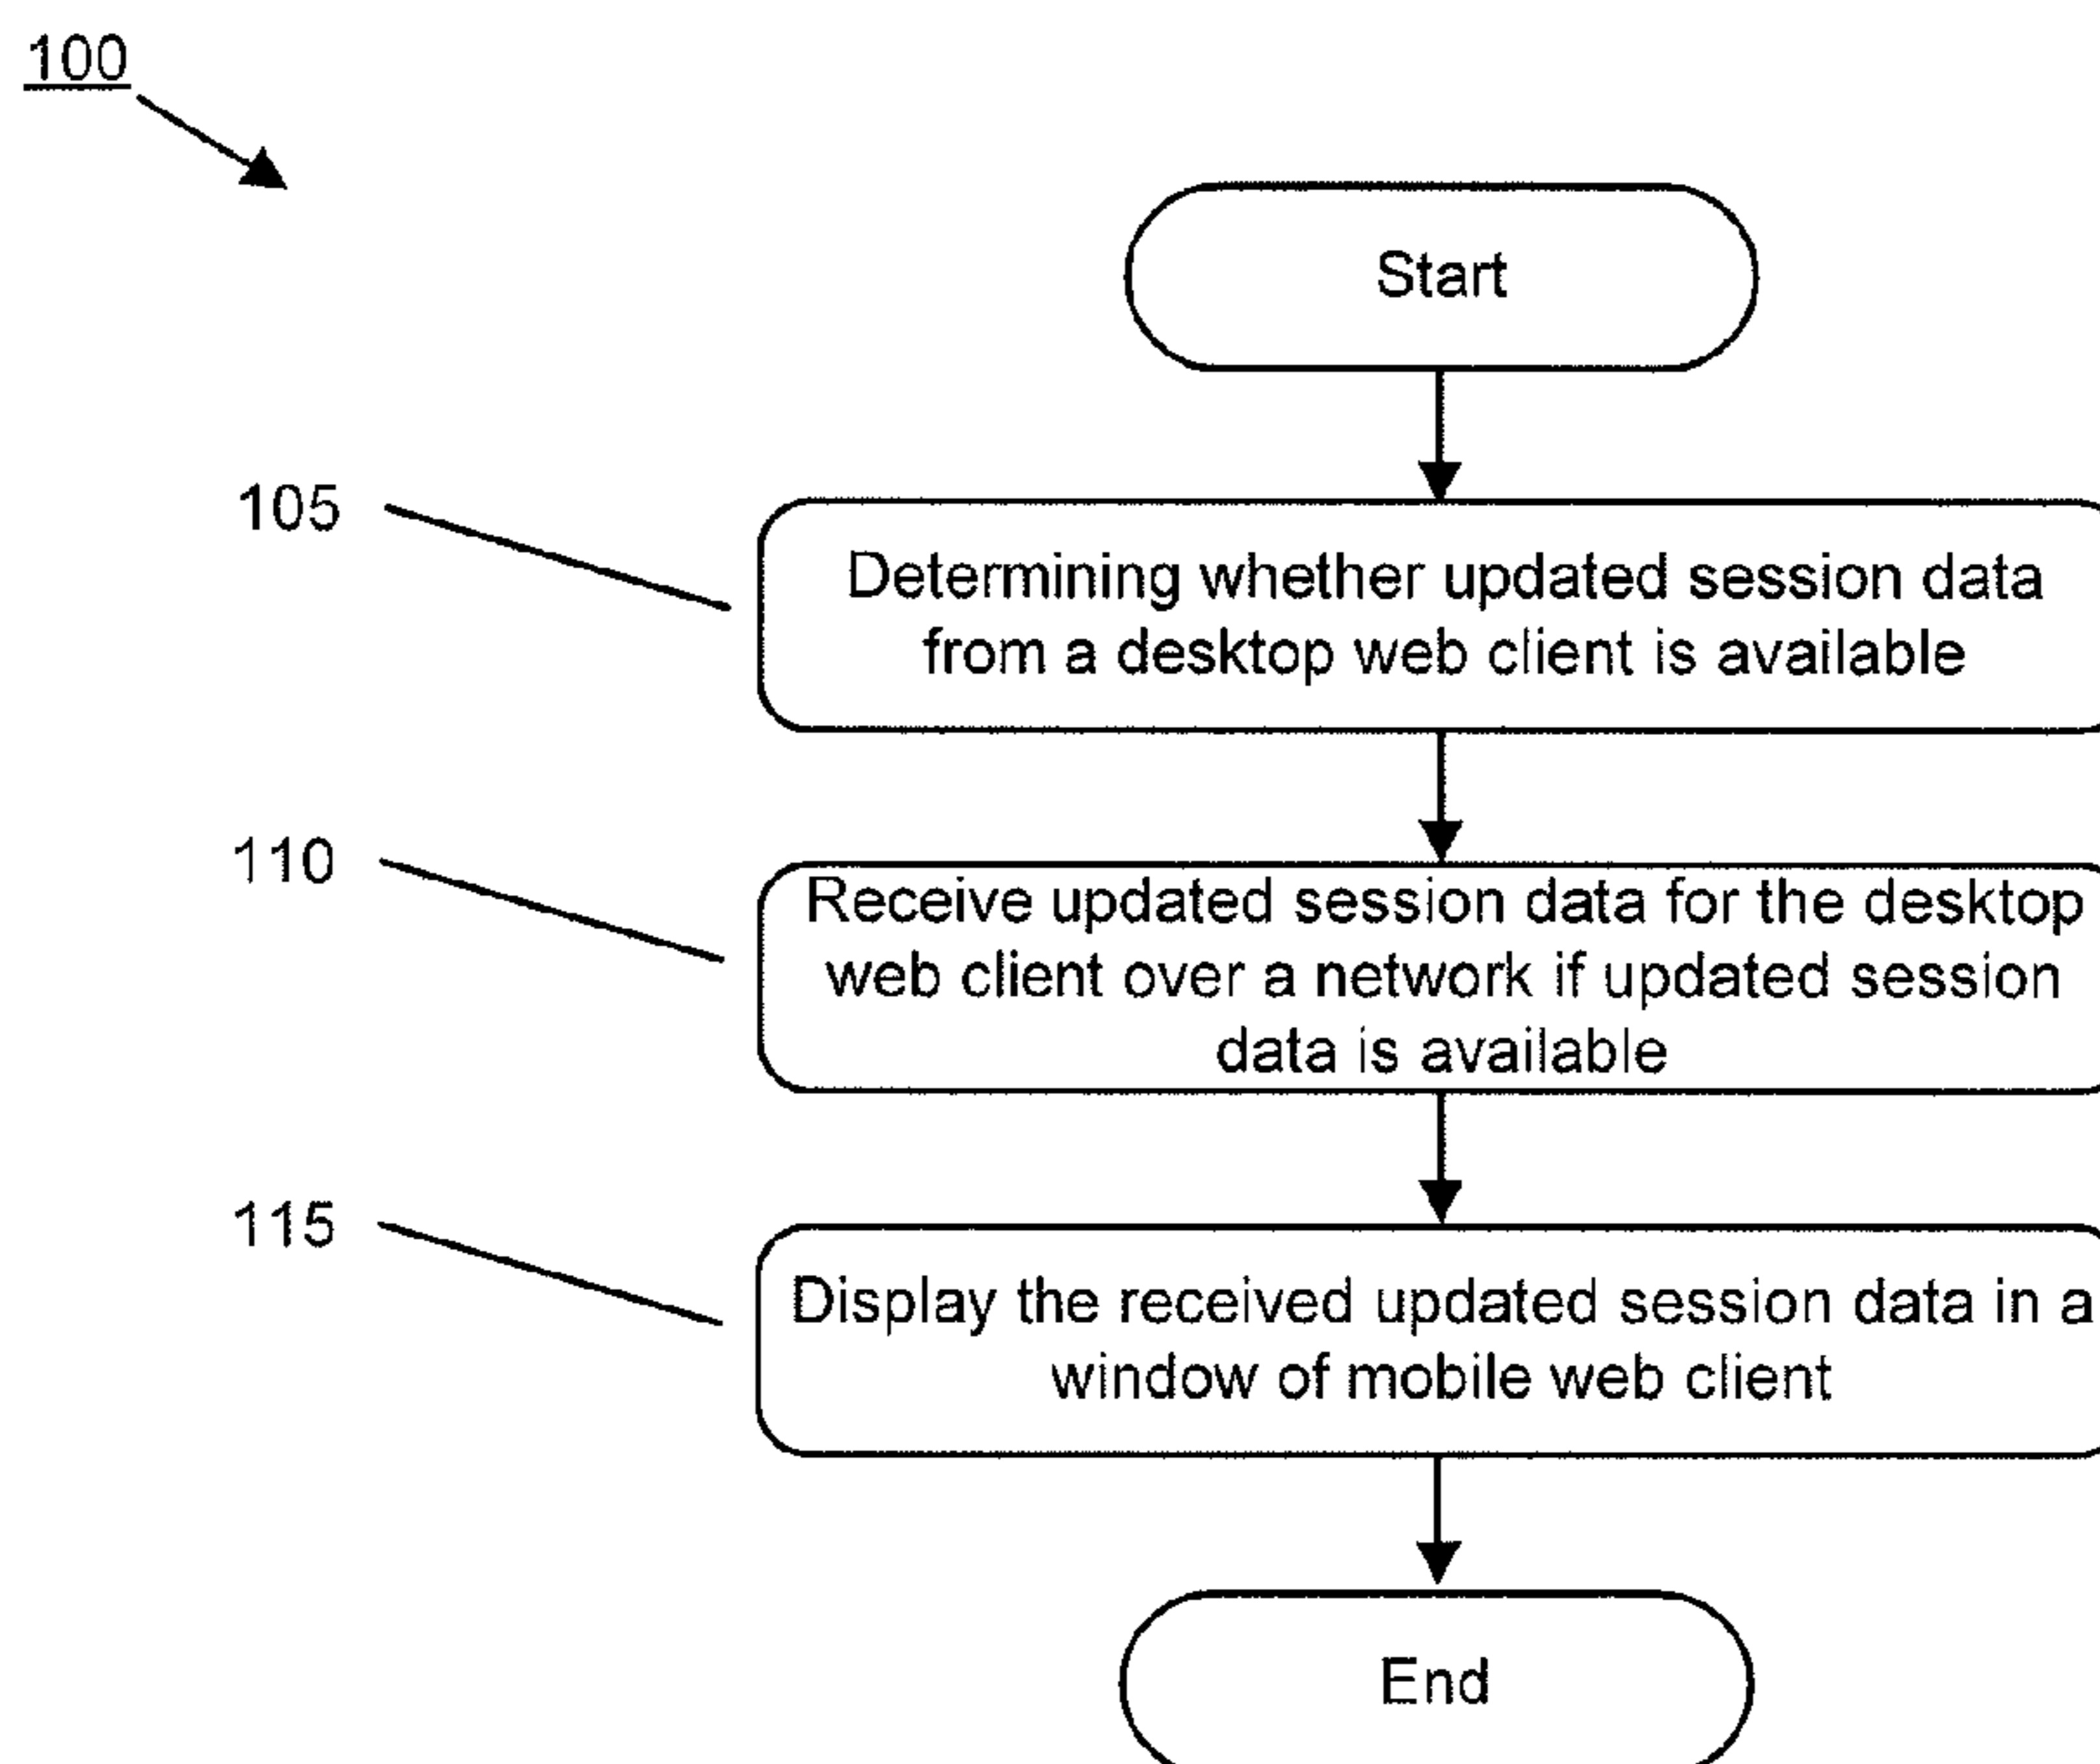 100
Start
105
Determining whether updated session data
from a desktop web client is available
110
Receive updated session data for the desktop
web client over a network if updated session
data is available
115
Display the received updated session data in a
window of mobile web client
End